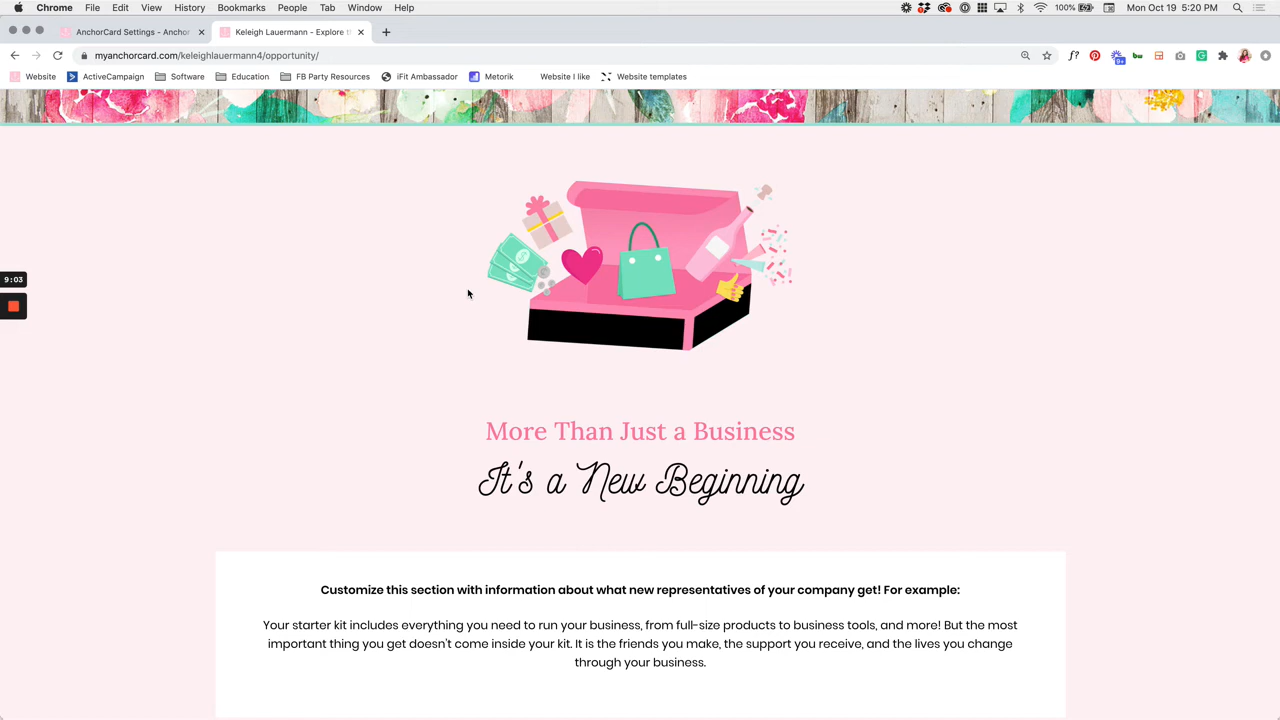 Chrome File Edit View History Bookmarks People Tab Window Help 100% Mon Oct 19 5:20 PM
AnchorCard Settings - Anchor Keleigh Lauermann - Explore t
myanchorcard.com/keleighlauermann4/opportunity/
Website ActiveCampaign Software Education FB Party Resources iFit Ambassador Metorik Website I like Website templates
9:03
More Than Just a Business
It's a New Beginning
Customize this section with information about what new representatives of your company get! For example:
Your starter kit includes everything you need to run your business, from full-size products to business tools, and more! But the most
important thing you get doesn't come inside your kit. It is the friends you make, the support you receive, and the lives you change
through your business.